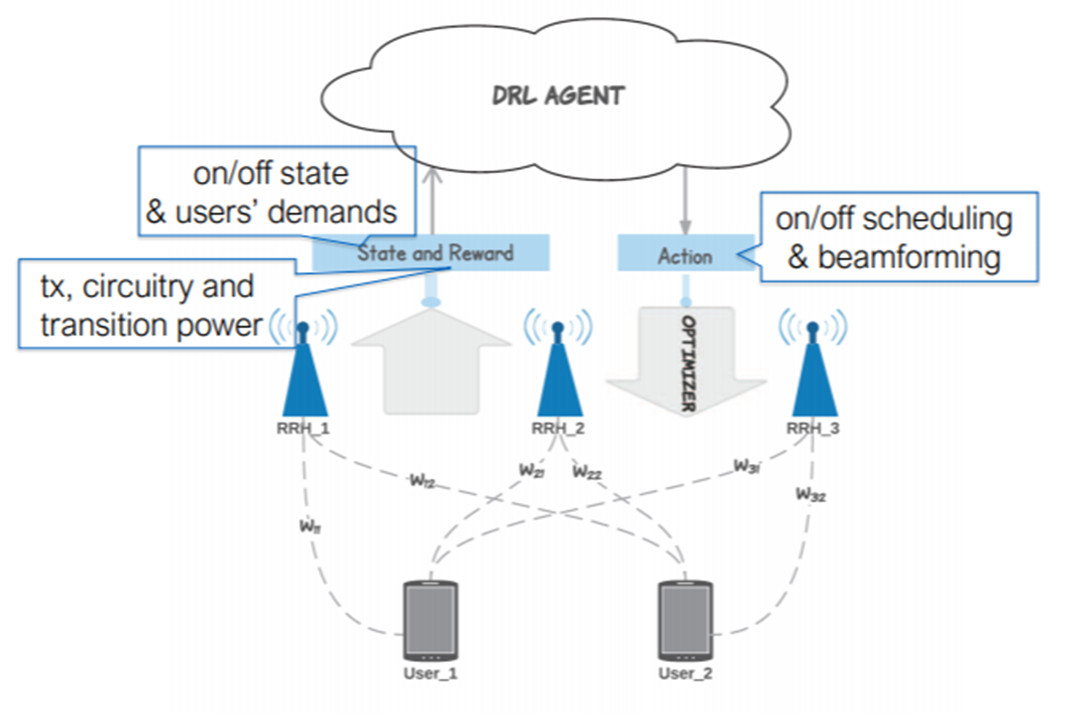 DRL AGENT
on/off state
& users’ demands
on/off scheduling
& beamforming
State and Reward
Action
tx, circuitry and
transition power
OPTIMIZER
RRH_1
RRH_2
RRH_3
W12
W21
W22
W31
W32
W11
User_1
User_2